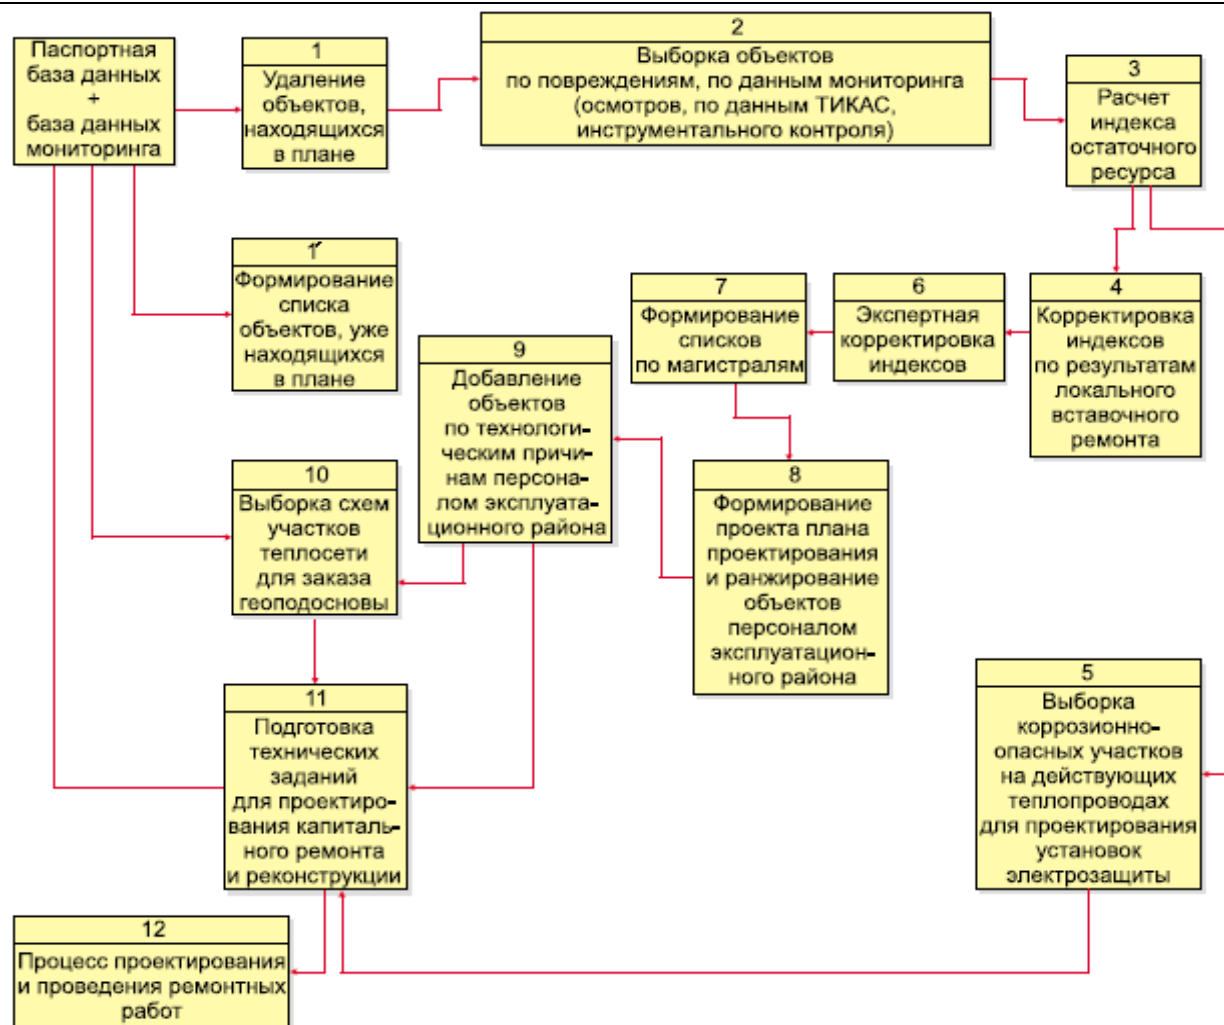 Паспортная
база данных
+
база данных
мониторинга
1
Удаление
объектов,
находящихся
в плане
2
Выборка объектов
по повреждениям, по данным мониторинга
(осмотров, по данным ТИКАС,
инструментального контроля)
3
Расчет
индекса
остаточного
ресурса
1'
Формирование
списка
объектов, уже
находящихся
в плане
4
Корректировка
индексов
по результатам
локального
вставочного
ремонта
6
Экспертная
корректировка
индексов
7
Формирование
списков
по магистралям
8
Формирование
проекта плана
проектирования
и ранжирование
объектов
персоналом
эксплуатацион-
ного района
9
Добавление
объектов
по технологи-
ческим причи-
нам персона-
лом эксплуата-
ционного района
10
Выборка схем
участков
теплосети
для заказа
геоподосновы
11
Подготовка
технических
заданий
для проектиро-
вания капиталь-
ного ремонта
и реконструкции
5
Выборка
коррозионно-
опасных участков
на действующих
теплопроводах
для проектирования
установок
электрозащиты
12
Процесс проектирования
и проведения ремонтных
работ